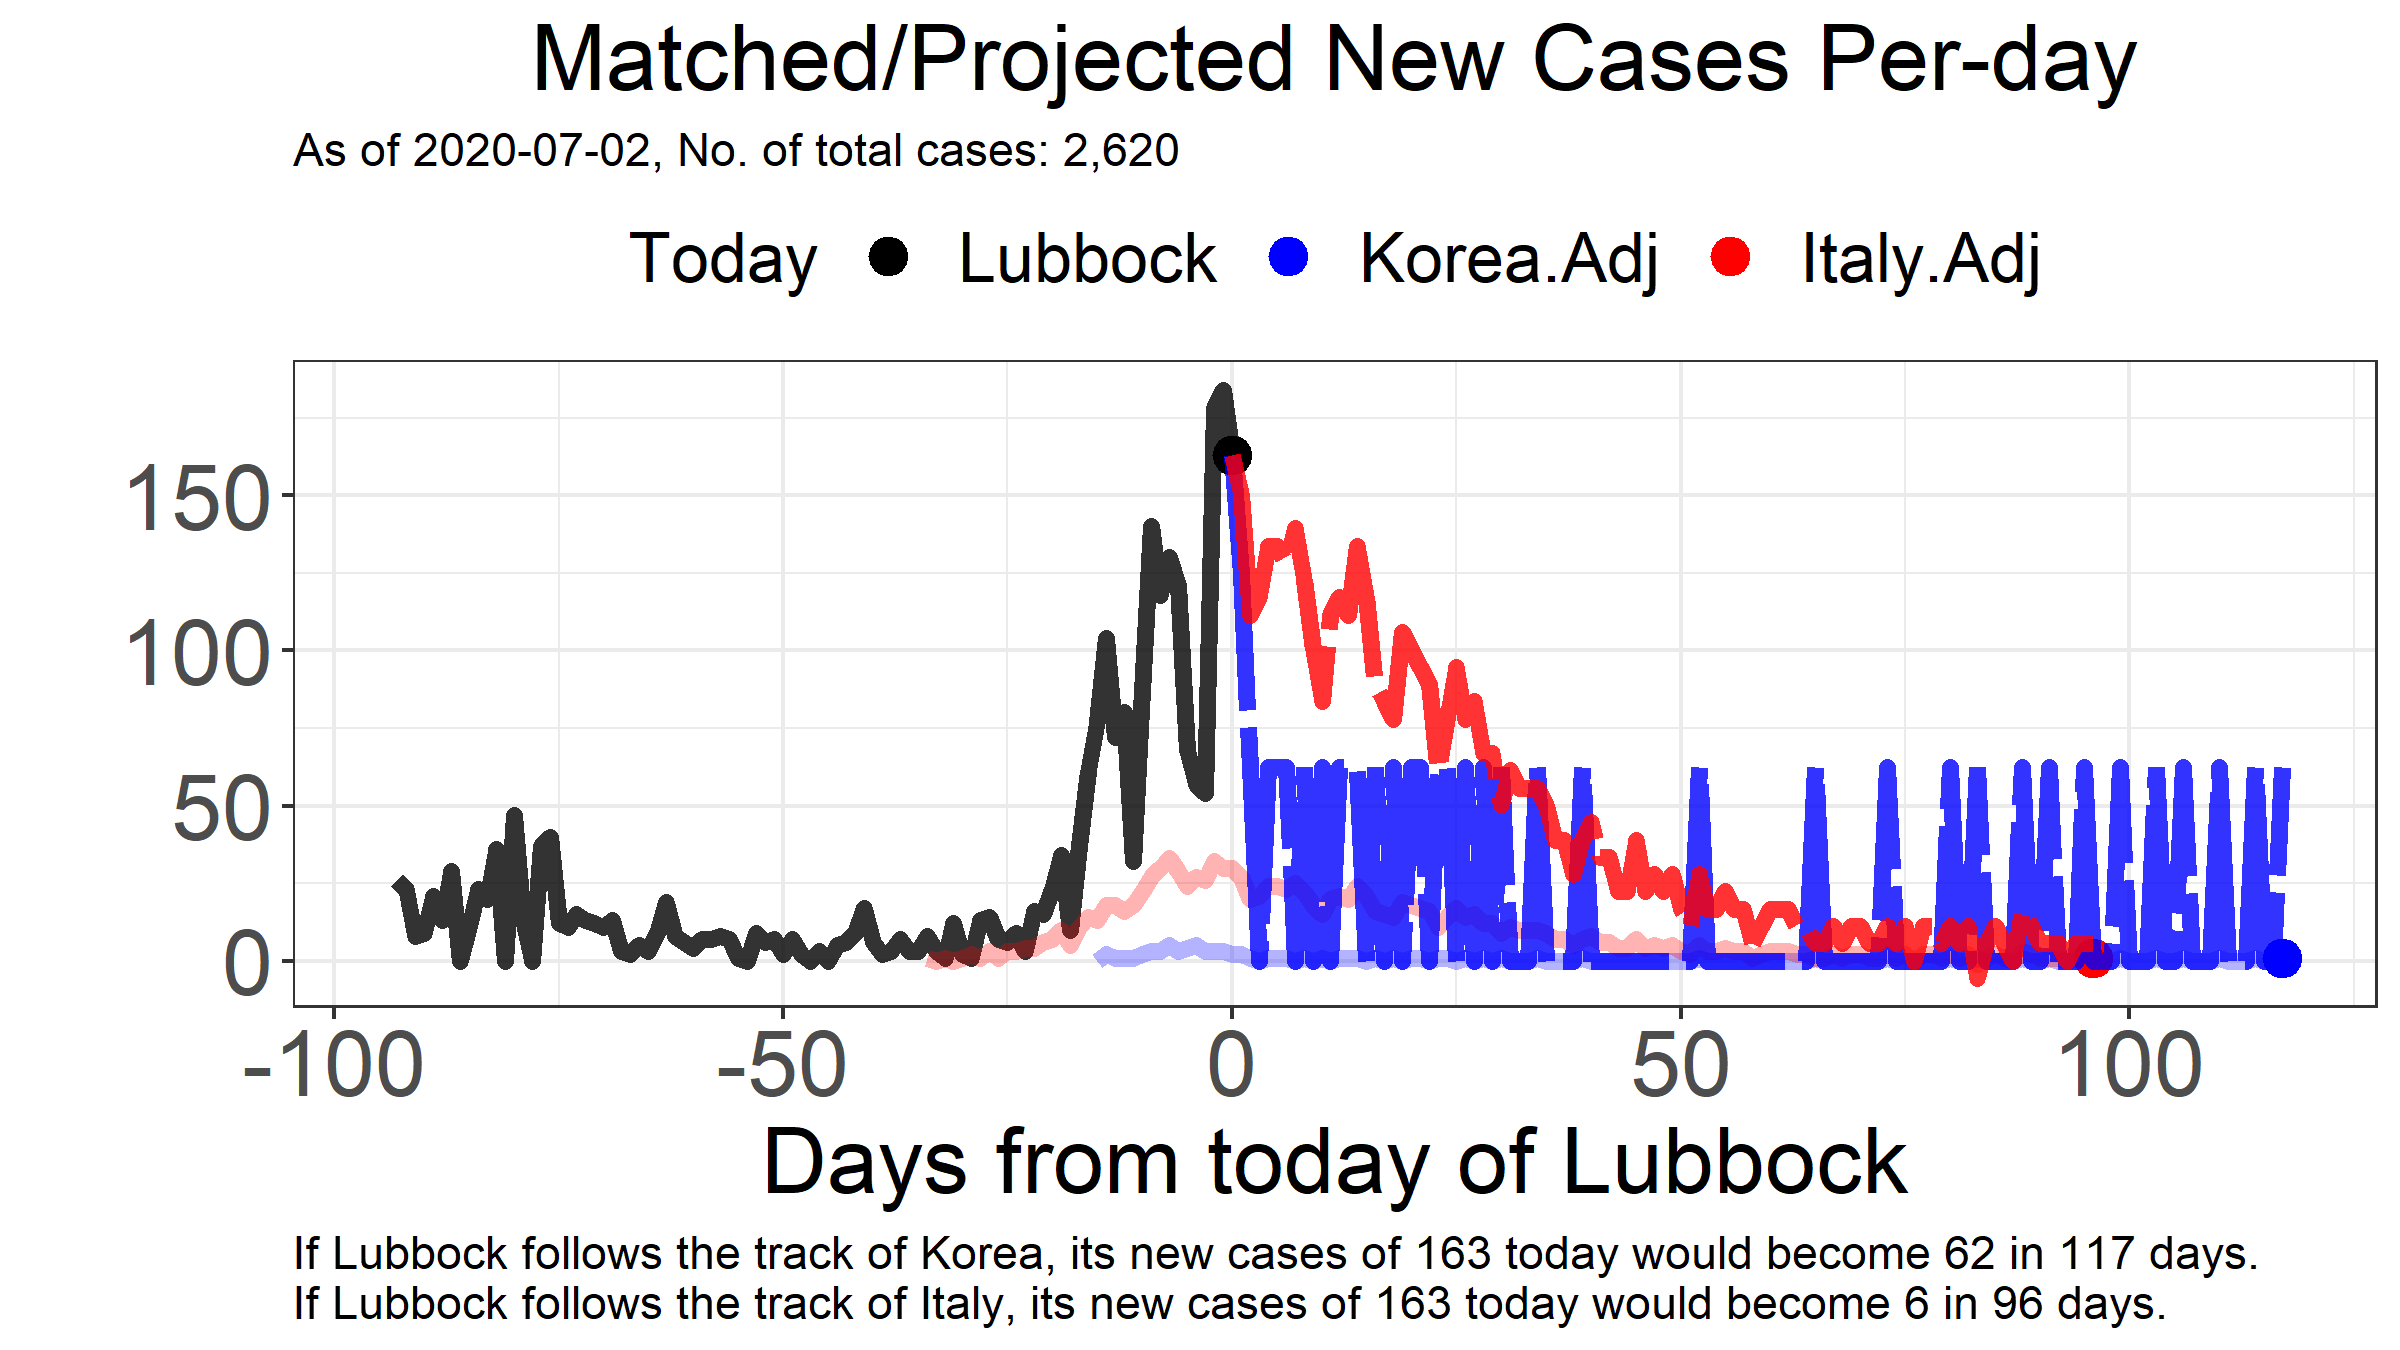 Matched/Projected New Cases Per-day
As of 2020-07-02, No. of total cases: 2,620
Today Lubbock Korea.Adj Italy.Adj
150
100
50
0
-100 -50 0 50 100
Days from today of Lubbock
If Lubbock follows the track of Korea, its new cases of 163 today would become 62 in 117 days.
If Lubbock follows the track of Italy, its new cases of 163 today would become 6 in 96 days.